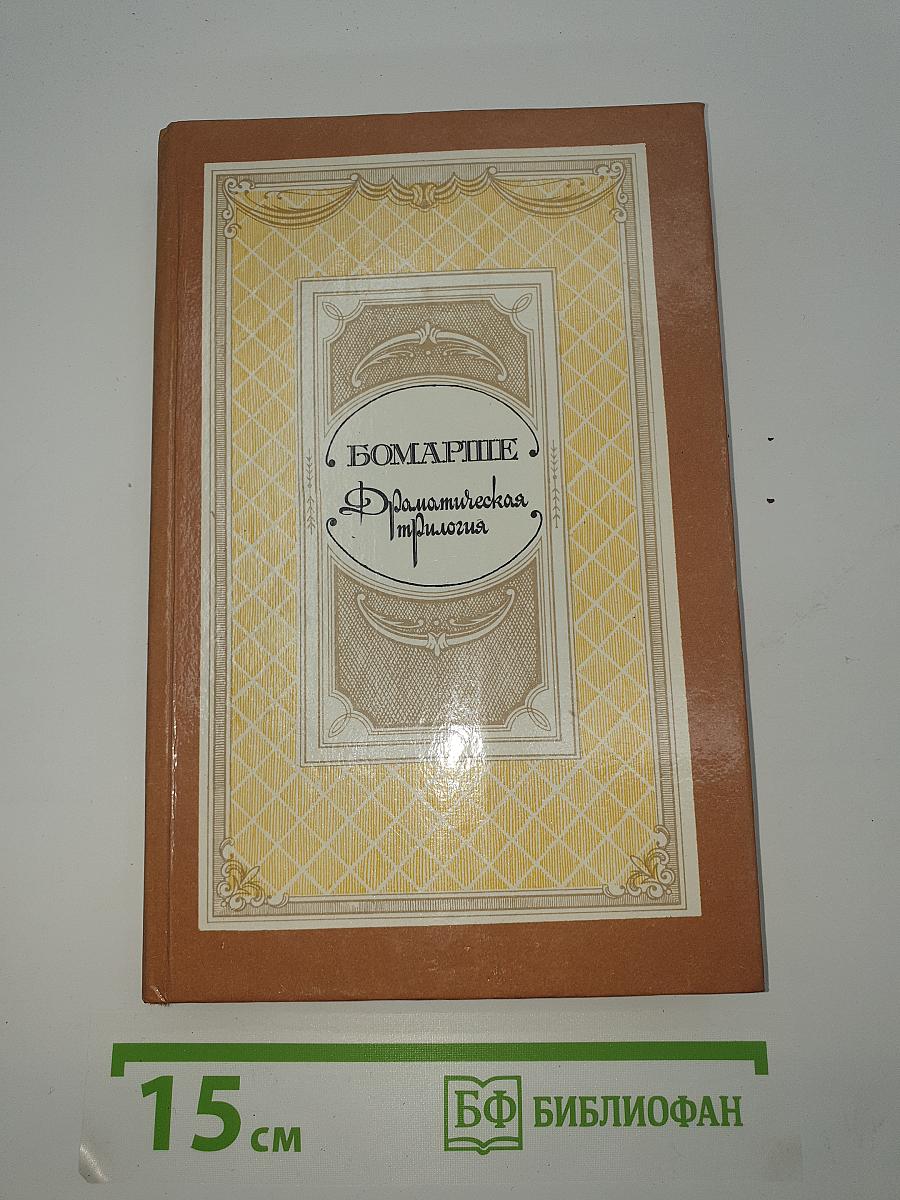 БОМАРШЕ
Драматическая
трилогия
15 см
БФ БИБЛИОФАН